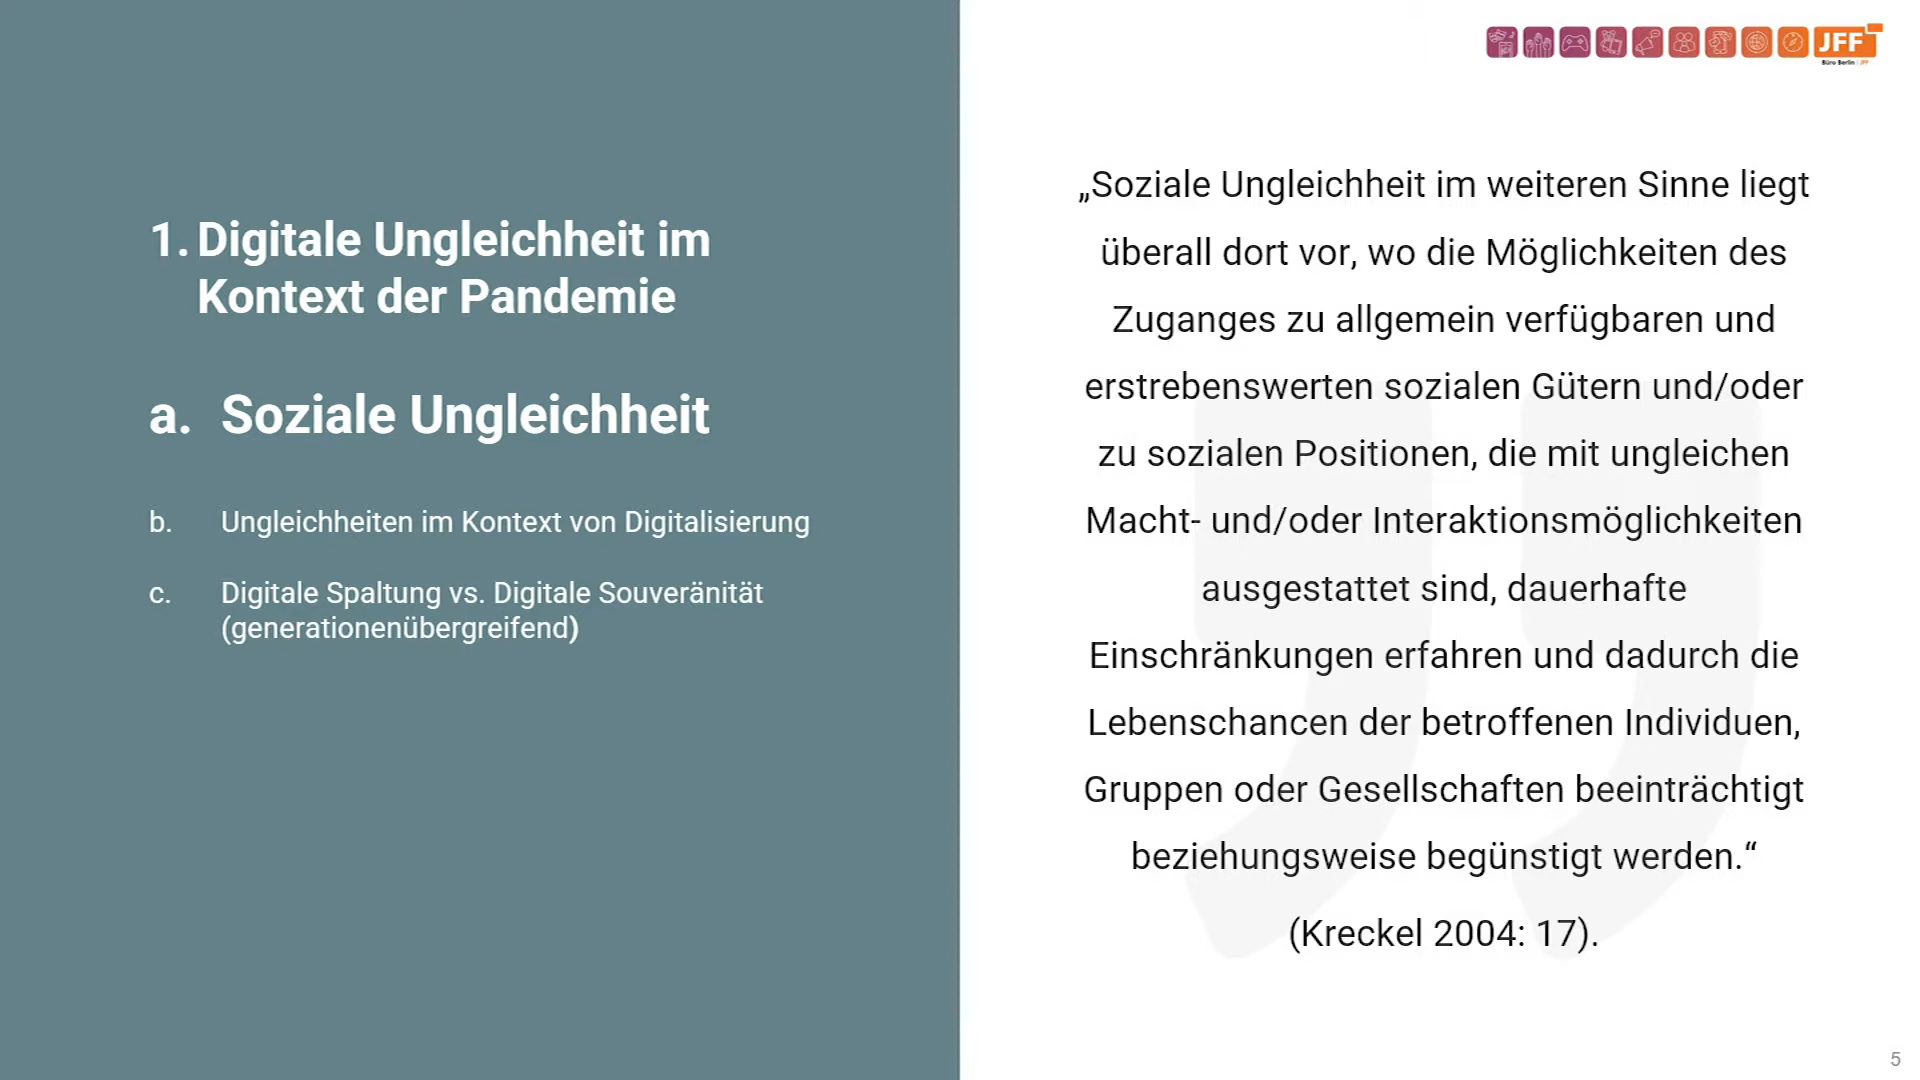 1. Digitale Ungleichheit im
Kontext der Pandemie
a. Soziale Ungleichheit
b. Ungleichheiten im Kontext von Digitalisierung
c. Digitale Spaltung vs. Digitale Souveränität
(generationenübergreifend)
JFF
Büro Berlin | JFF
„Soziale Ungleichheit im weiteren Sinne liegt
überall dort vor, wo die Möglichkeiten des
Zuganges zu allgemein verfügbaren und
erstrebenswerten sozialen Gütern und/oder
zu sozialen Positionen, die mit ungleichen
Macht- und/oder Interaktionsmöglichkeiten
ausgestattet sind, dauerhafte
Einschränkungen erfahren und dadurch die
Lebenschancen der betroffenen Individuen,
Gruppen oder Gesellschaften beeinträchtigt
beziehungsweise begünstigt werden.“
(Kreckel 2004: 17).
5